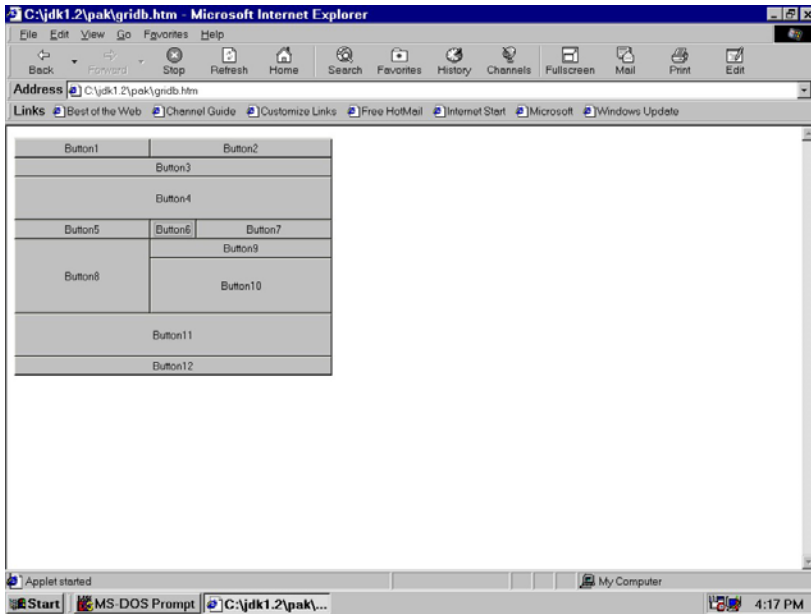 C:\jdk1.2\pak\gridb.htm - Microsoft Internet Explorer
File Edit View Go Favorites Help
Back Forward Stop Refresh Home Search Favorites History Channels Fullscreen Mail Print Edit
Address C:\jdk1.2\pak\gridb.htm
Links Best of the Web Channel Guide Customize Links Free HotMail Internet Start Microsoft Windows Update
Button1 Button2
Button3
Button4
Button5 Button6 Button7
Button9
Button8
Button10
Button11
Button12
Applet started My Computer
Start MS-DOS Prompt C:\jdk1.2\pak\... 4:17 PM